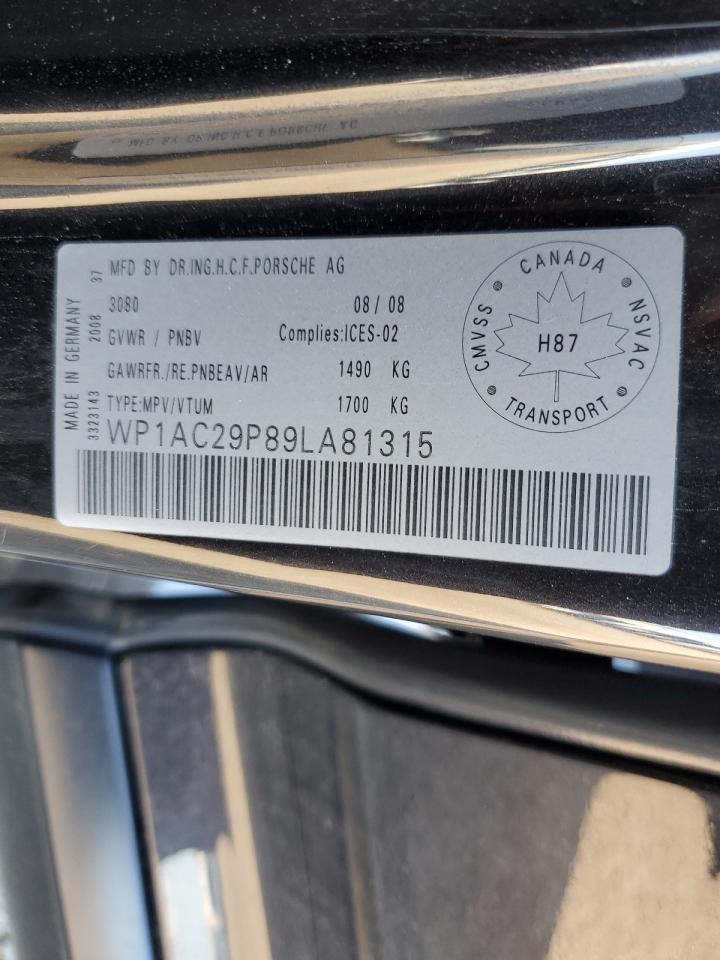 MFD BY DR.ING.H.C.F.PORSCHE AG
3080 08/08
GVWR / PNBV Complies:ICES-02
GAWRFR./RE.PNBEAV/AR 1490 KG
TYPE:MPV/VTUM 1700 KG
WP1AC29P89LA81315
MADE IN GERMANY
3323143 2008 37
CANADA
CMVSS
NSVAC
H87
TRANSPORT